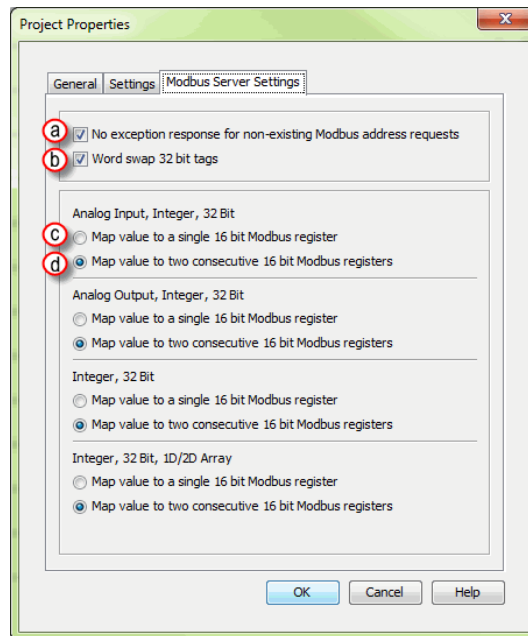 Project Properties
x
General Settings Modbus Server Settings
a No exception response for non-existing Modbus address requests
b Word swap 32 bit tags
Analog Input, Integer, 32 Bit
c Map value to a single 16 bit Modbus register
d Map value to two consecutive 16 bit Modbus registers
Analog Output, Integer, 32 Bit
Map value to a single 16 bit Modbus register
Map value to two consecutive 16 bit Modbus registers
Integer, 32 Bit
Map value to a single 16 bit Modbus register
Map value to two consecutive 16 bit Modbus registers
Integer, 32 Bit, 1D/2D Array
Map value to a single 16 bit Modbus register
Map value to two consecutive 16 bit Modbus registers
OK Cancel Help